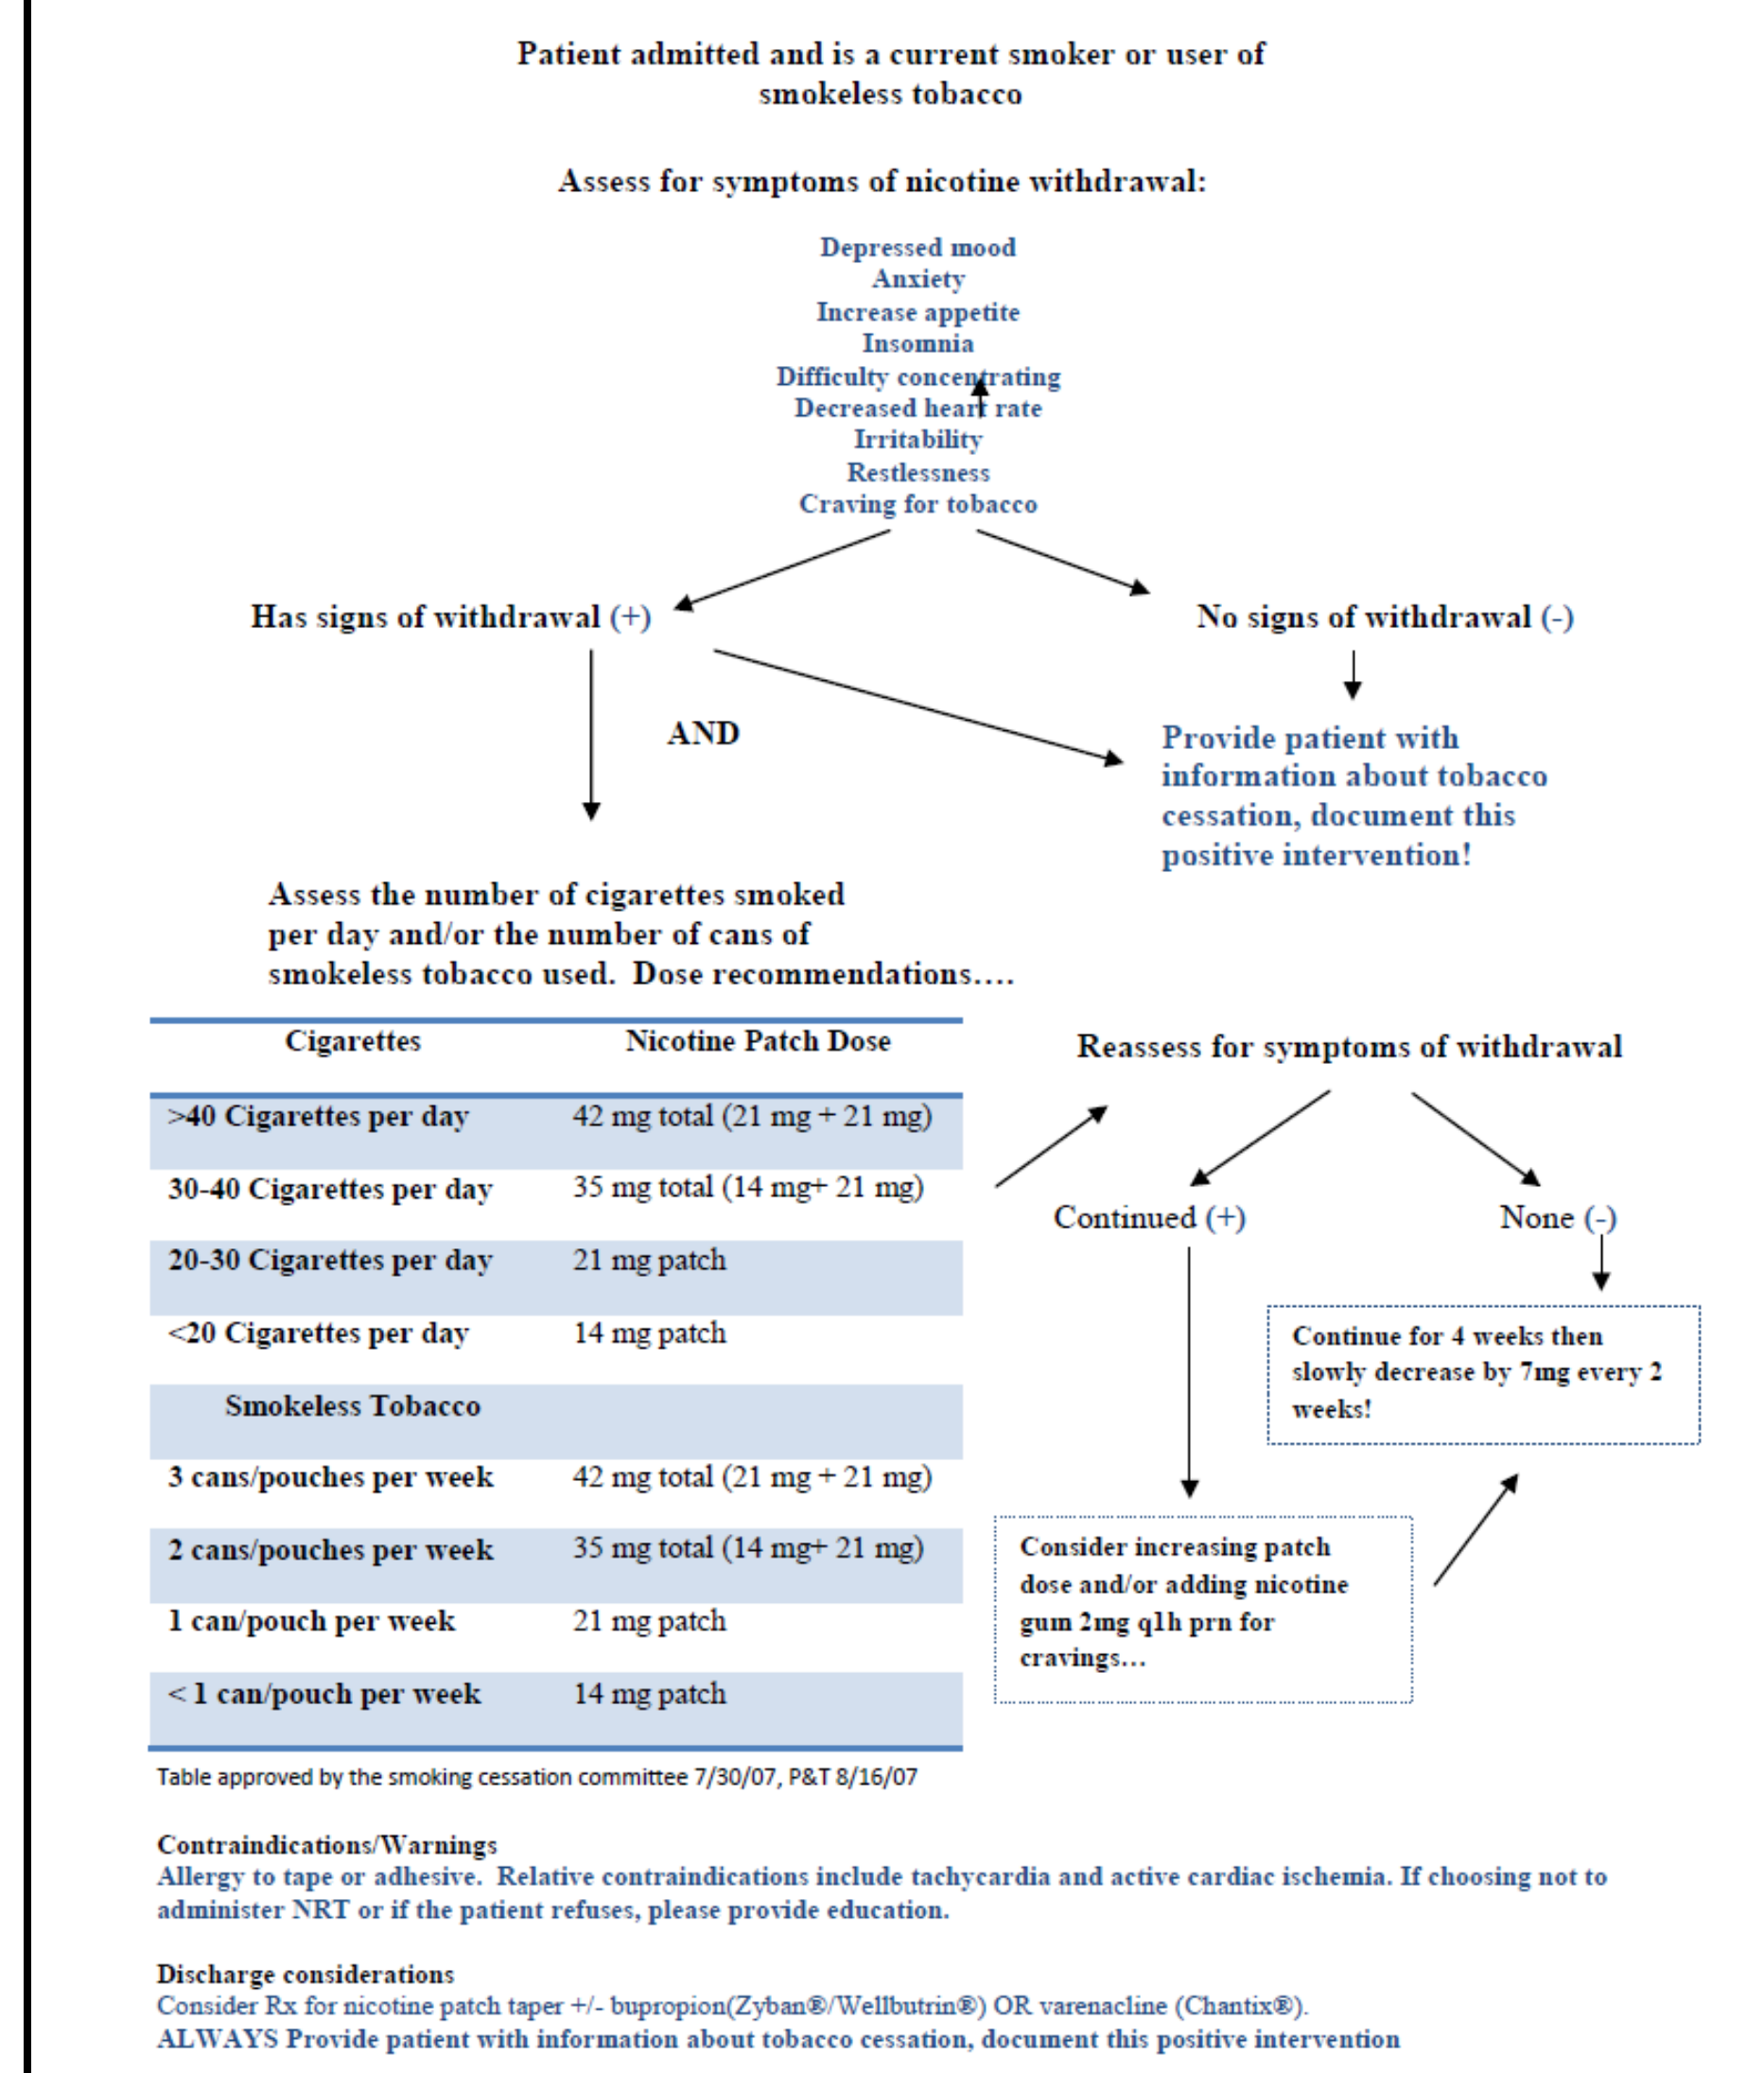 Patient admitted and is a current smoker or user of
smokeless tobacco
Assess for symptoms of nicotine withdrawal:
Depressed mood
Anxiety
Increase appetite
Insomnia
Difficulty concentrating
Decreased heart rate
Irritability
Restlessness
Craving for tobacco
Has signs of withdrawal (+)
No signs of withdrawal (-)
AND
Provide patient with
information about tobacco
cessation, document this
positive intervention!
Assess the number of cigarettes smoked
per day and/or the number of cans of
smokeless tobacco used.  Dose recommendations….
Cigarettes Nicotine Patch Dose
>40 Cigarettes per day 42 mg total (21 mg + 21 mg)
30-40 Cigarettes per day 35 mg total (14 mg+ 21 mg)
20-30 Cigarettes per day 21 mg patch
<20 Cigarettes per day 14 mg patch
Smokeless Tobacco
3 cans/pouches per week 42 mg total (21 mg + 21 mg)
2 cans/pouches per week 35 mg total (14 mg+ 21 mg)
1 can/pouch per week 21 mg patch
< 1 can/pouch per week 14 mg patch
Reassess for symptoms of withdrawal
Continued (+)
None (-)
Continue for 4 weeks then
slowly decrease by 7mg every 2
weeks!
Consider increasing patch
dose and/or adding nicotine
gum 2mg q1h prn for
cravings…
Table approved by the smoking cessation committee 7/30/07, P&T 8/16/07
Contraindications/Warnings
Allergy to tape or adhesive.  Relative contraindications include tachycardia and active cardiac ischemia. If choosing not to
administer NRT or if the patient refuses, please provide education.
Discharge considerations
Consider Rx for nicotine patch taper +/- bupropion(Zyban®/Wellbutrin®) OR varenacline (Chantix®).
ALWAYS Provide patient with information about tobacco cessation, document this positive intervention